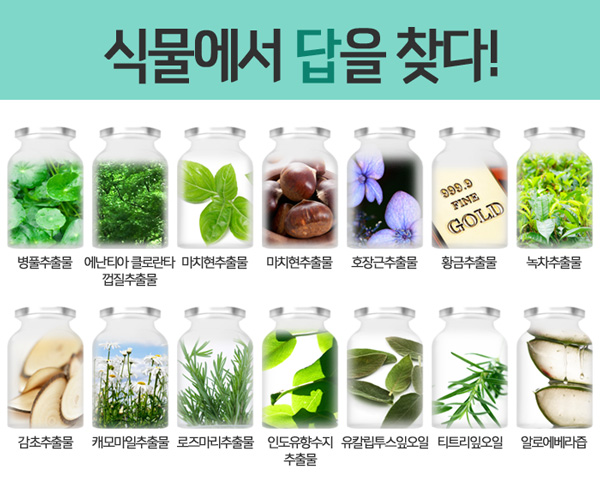 식물에서 답을 찾다!
999.9
FINE
GOLD
병풀추출물
에난티아 클로란타
껍질추출물
마치현추출물
마치현추출물
호장근추출물
황금추출물
녹차추출물
감초추출물
캐모마일추출물
로즈마리추출물
인도유향수지
추출물
유칼립투스잎오일
티트리잎오일
알로에베라즙